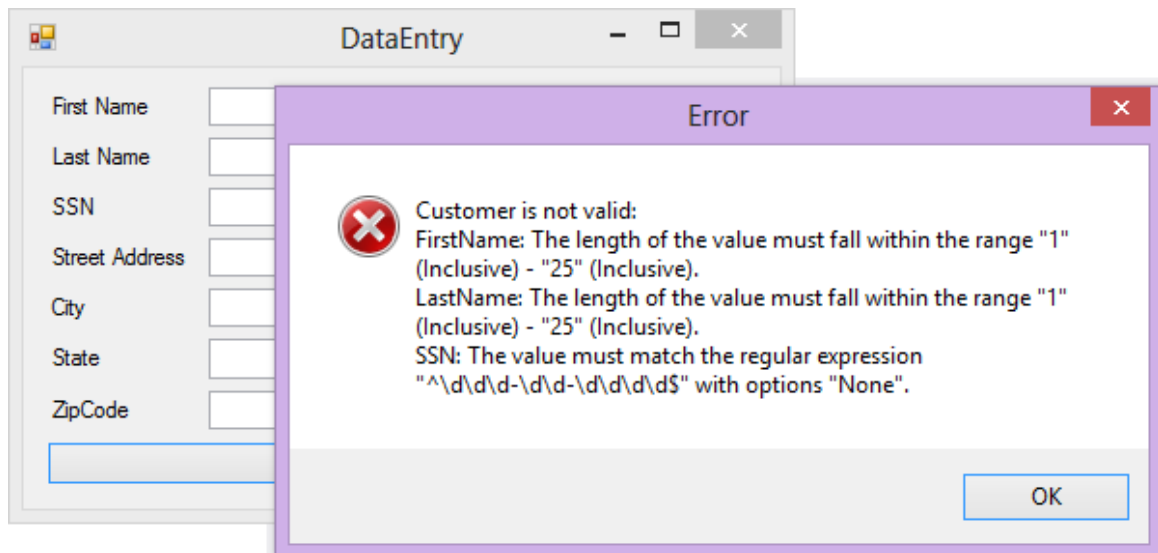 DataEntry
First Name
Last Name
SSN
Street Address
City
State
ZipCode
Error
Customer is not valid:
FirstName: The length of the value must fall within the range "1"
(Inclusive) - "25" (Inclusive).
LastName: The length of the value must fall within the range "1"
(Inclusive) - "25" (Inclusive).
SSN: The value must match the regular expression
"^\d\d\d-\d\d-\d\d\d\d$" with options "None".
OK